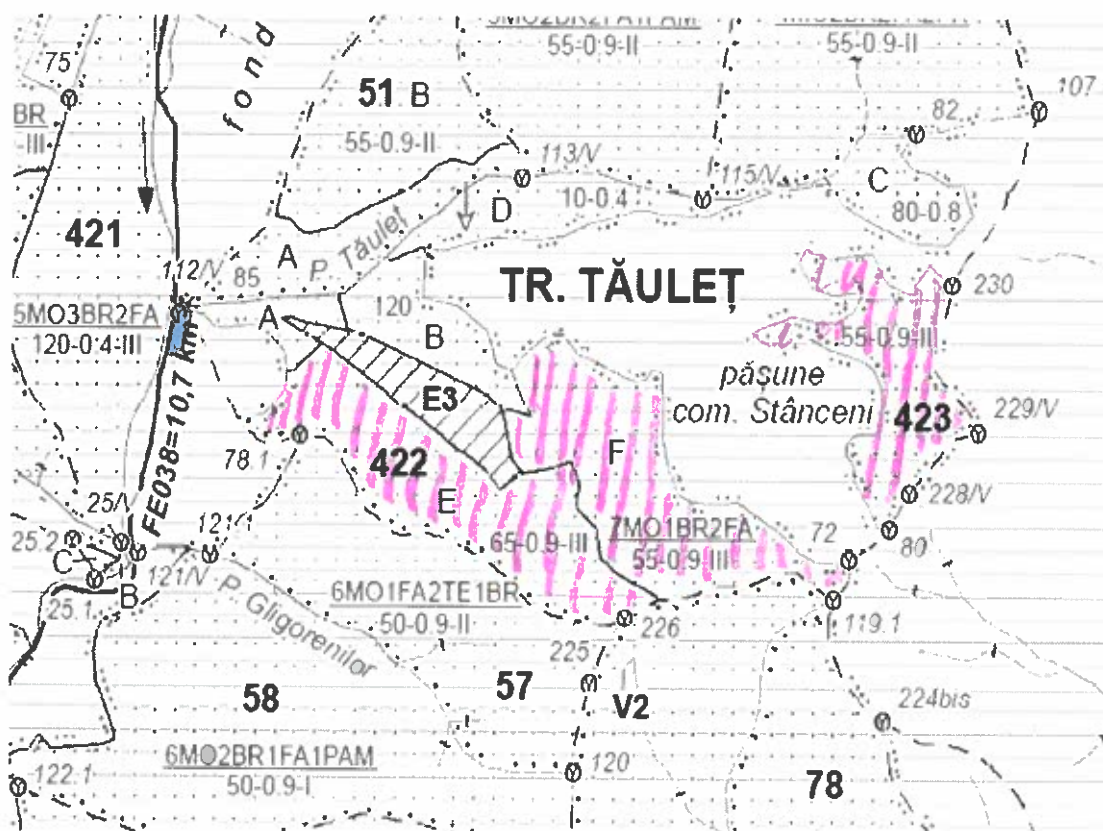 55-0.9-II
55-0.9-II
75
fond
51 B
55-0.9-II
107
82
BR
-III
113/V
115/V
C
D
10-0.4
80-0.8
421
112/V
85
A
P. Tăuleț
TR. TĂULEȚ
230
5MO3BR2FA
120-0.4-III
A
120
B
55-0.9-III
E3
pășune
com. Stânceni
423
229/V
FE038=10,7 km
78.1
422
F
E
228/V
25/V
25.2
121/1
7MO1BR2FA
55-0.9-III
72
80
65-0.9-III
C
121/V
B
25.1
P. Gligorenilor
6MO1FA2TE1BR
50-0.9-II
226
119.1
225
58
57
V2
224bis
6MO2BR1FA1PAM
50-0.9-I
122.1
120
78